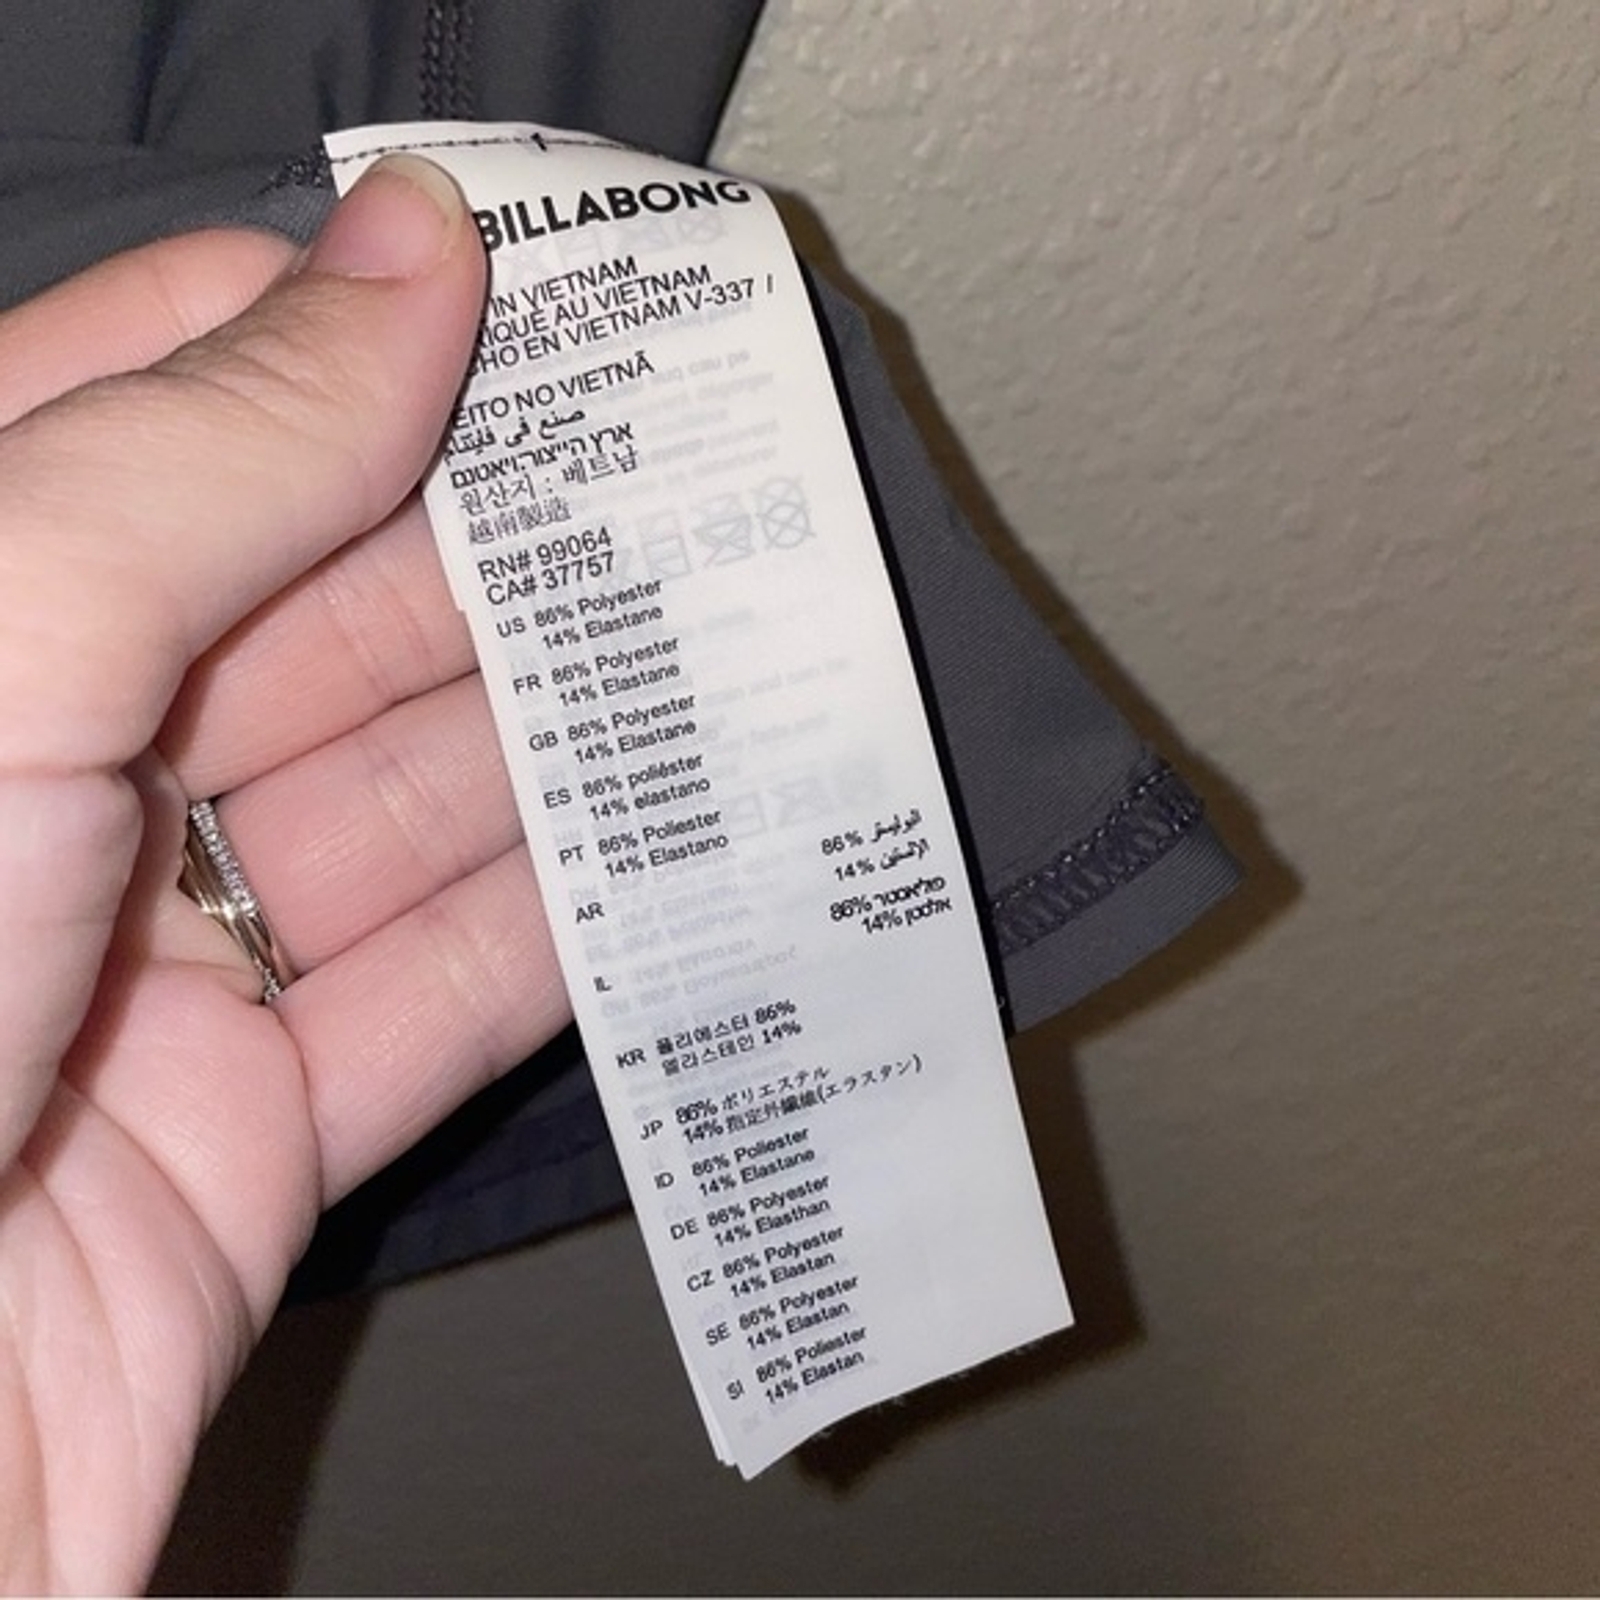 BILLABONG
IN VIETNAM
RIQUE AU VIETNAM
HO EN VIETNAM V-337 /
EITO NO VIETNÃ
صنع في فايتنام
ארץ הייצור:ויאטנם
원산지 : 베트남
越南製造
RN# 99064
CA# 37757
US 86% Polyester
14% Elastane
FR 86% Polyester
14% Elastane
GB 86% Polyester
14% Elastane
ES 86% poliéster
14% elastano
PT 86% Poliester
14% Elastano
AR
86% البوليستر
14%
86% פוליאסטר
14% אלסטן
IL
KR 폴리에스터 86%
엘라스테인 14%
JP 86% ポリエステル
14% 指定外繊維(エラスタン)
ID 86% Poliester
14% Elastane
DE 86% Polyester
14% Elasthan
CZ 86% Polyester
14% Elastan
SE 86% Polyester
14% Elastan
SI 86% Poliester
14% Elastan